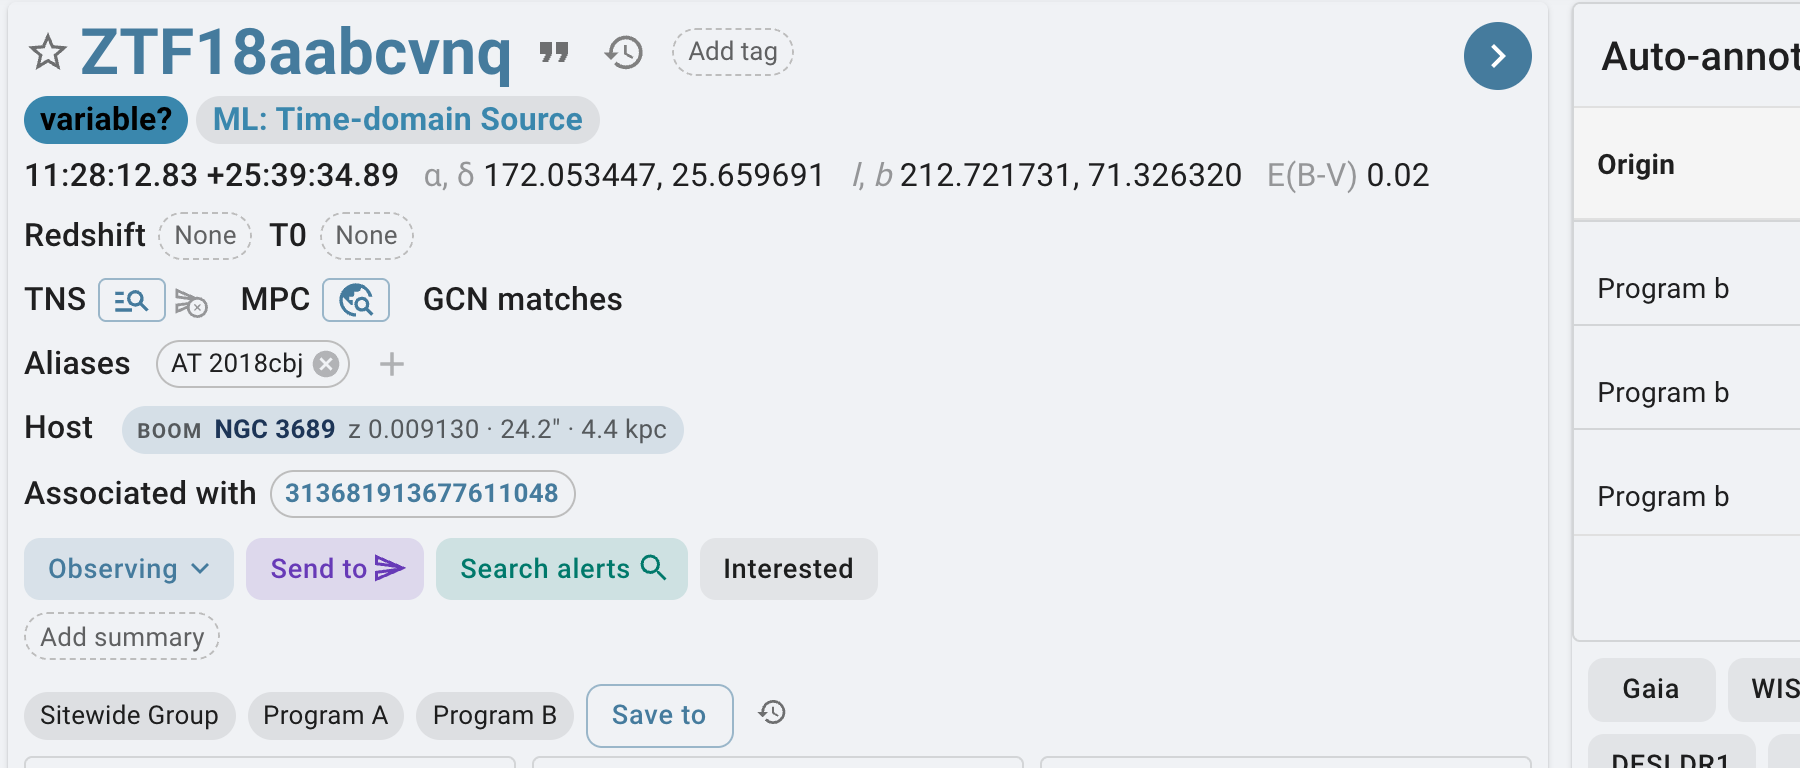 ZTF18aabcvnq Add tag
variable? ML: Time-domain Source
11:28:12.83 +25:39:34.89 α, δ 172.053447, 25.659691 l, b 212.721731, 71.326320 E(B-V) 0.02
Redshift None T0 None
TNS MPC GCN matches
Aliases AT 2018cbj
Host BOOM NGC 3689 z 0.009130 · 24.2" · 4.4 kpc
Associated with 313681913677611048
Observing Send to Search alerts Interested
Add summary
Sitewide Group Program A Program B Save to
Auto-annot
Origin
Program b
Program b
Program b
Gaia WIS
DESI DR1